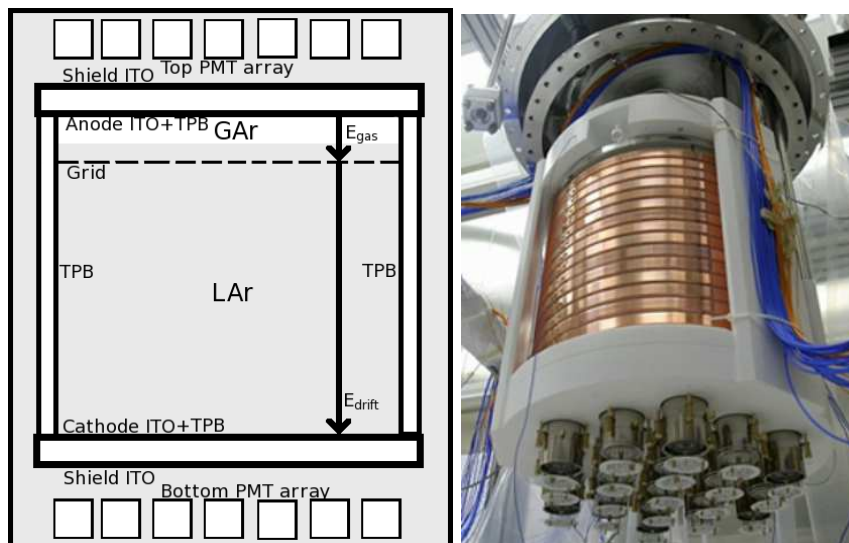 Shield ITO
Top PMT array
Anode ITO+TPB
GAr
Egas
Grid
TPB
TPB
LAr
Edrift
Cathode ITO+TPB
Shield ITO
Bottom PMT array